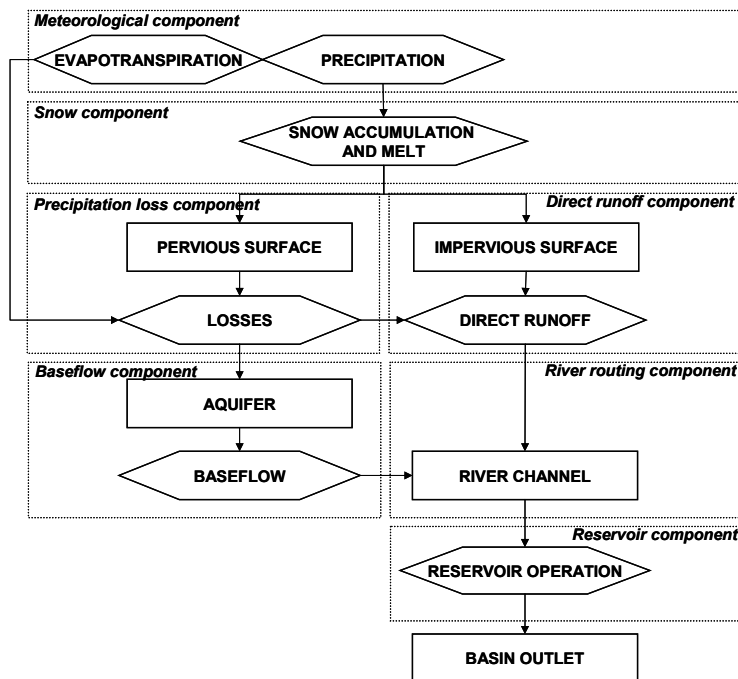 Meteorological component
EVAPOTRANSPIRATION
PRECIPITATION
Snow component
SNOW ACCUMULATION
AND MELT
Precipitation loss component
Direct runoff component
PERVIOUS SURFACE
IMPERVIOUS SURFACE
LOSSES
DIRECT RUNOFF
Baseflow component
River routing component
AQUIFER
BASEFLOW
RIVER CHANNEL
Reservoir component
RESERVOIR OPERATION
BASIN OUTLET